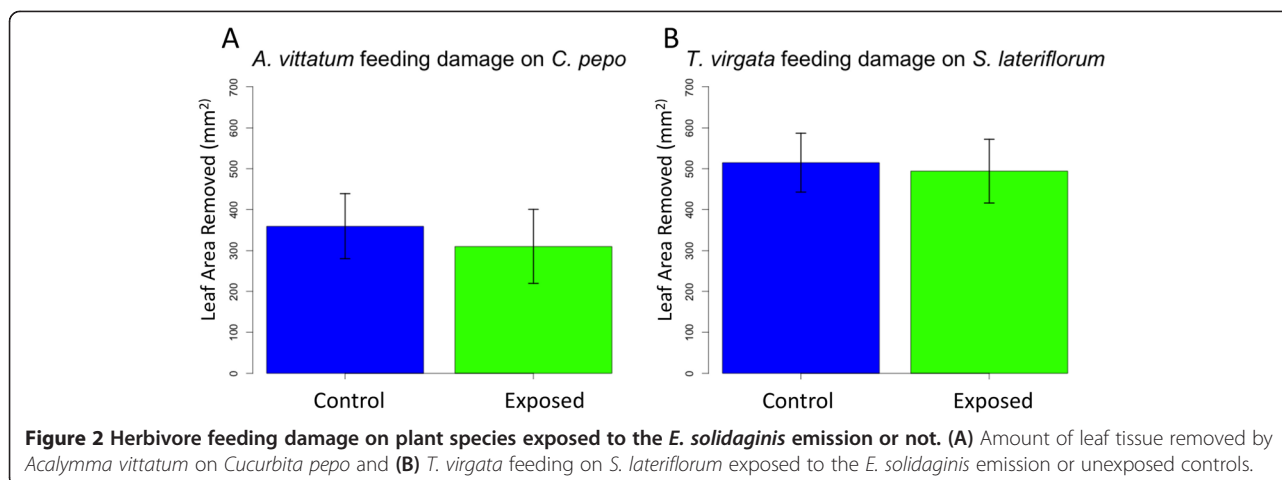 A
A. vittatum feeding damage on C. pepo
Leaf Area Removed (mm²)
700
600
500
400
300
200
100
0
Control
Exposed
B
T. virgata feeding damage on S. lateriflorum
Leaf Area Removed (mm²)
700
600
500
400
300
200
100
0
Control
Exposed
Figure 2 Herbivore feeding damage on plant species exposed to the E. solidaginis emission or not. (A) Amount of leaf tissue removed by
Acalymma vittatum on Cucurbita pepo and (B) T. virgata feeding on S. lateriflorum exposed to the E. solidaginis emission or unexposed controls.